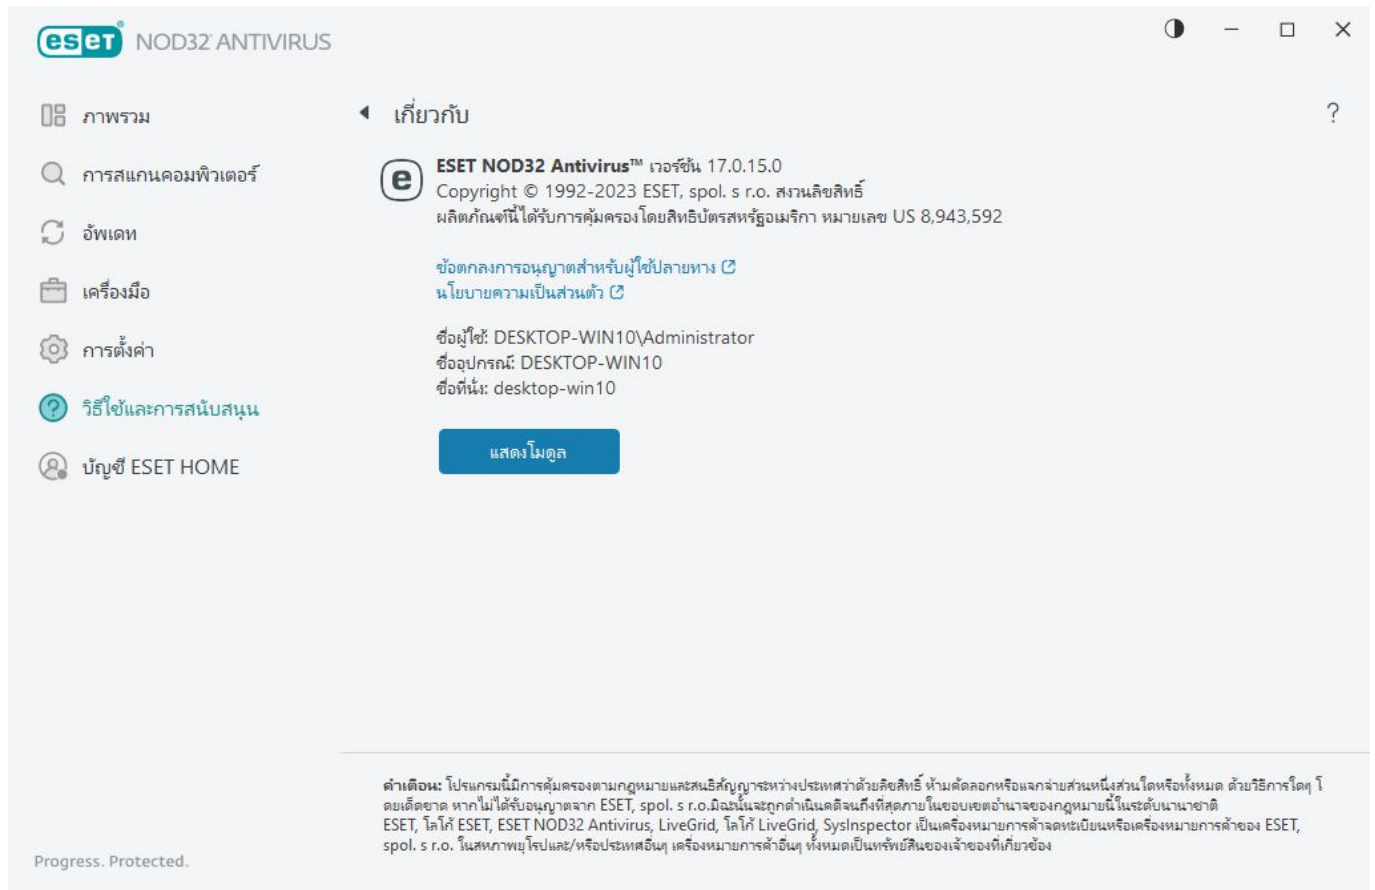 eset NOD32 ANTIVIRUS
ภาพรวม
การสแกนคอมพิวเตอร์
อัพเดท
เครื่องมือ
การตั้งค่า
วิธีใช้และการสนับสนุน
บัญชี ESET HOME
Progress. Protected.
เกี่ยวกับ
?
ESET NOD32 Antivirus™ เวอร์ชัน 17.0.15.0
Copyright © 1992-2023 ESET, spol. s r.o. สงวนลิขสิทธิ์
ผลิตภัณฑ์นี้ได้รับการคุ้มครองโดยสิทธิบัตรสหรัฐอเมริกา หมายเลข US 8,943,592
ข้อตกลงการอนุญาตสำหรับผู้ใช้ปลายทาง
นโยบายความเป็นส่วนตัว
ชื่อผู้ใช้: DESKTOP-WIN10\Administrator
ชื่ออุปกรณ์: DESKTOP-WIN10
ชื่อที่นั่ง: desktop-win10
แสดงโมดูล
คำเตือน: โปรแกรมนี้มีการคุ้มครองตามกฎหมายและสนธิสัญญาระหว่างประเทศว่าด้วยลิขสิทธิ์ ห้ามคัดลอกหรือแจกจ่ายส่วนหนึ่งส่วนใดหรือทั้งหมด ด้วยวิธีการใดๆ โ
ดยเด็ดขาด หากไม่ได้รับอนุญาตจาก ESET, spol. s r.o.มิฉะนั้นจะถูกดำเนินคดีจนถึงที่สุดภายในขอบเขตอำนาจของกฎหมายนี้ในระดับนานาชาติ
ESET, โลโก้ ESET, ESET NOD32 Antivirus, LiveGrid, โลโก้ LiveGrid, SysInspector เป็นเครื่องหมายการค้าจดทะเบียนหรือเครื่องหมายการค้าของ ESET,
spol. s r.o. ในสหภาพยุโรปและ/หรือประเทศอื่นๆ เครื่องหมายการค้าอื่นๆ ทั้งหมดเป็นทรัพย์สินของเจ้าของที่เกี่ยวข้อง